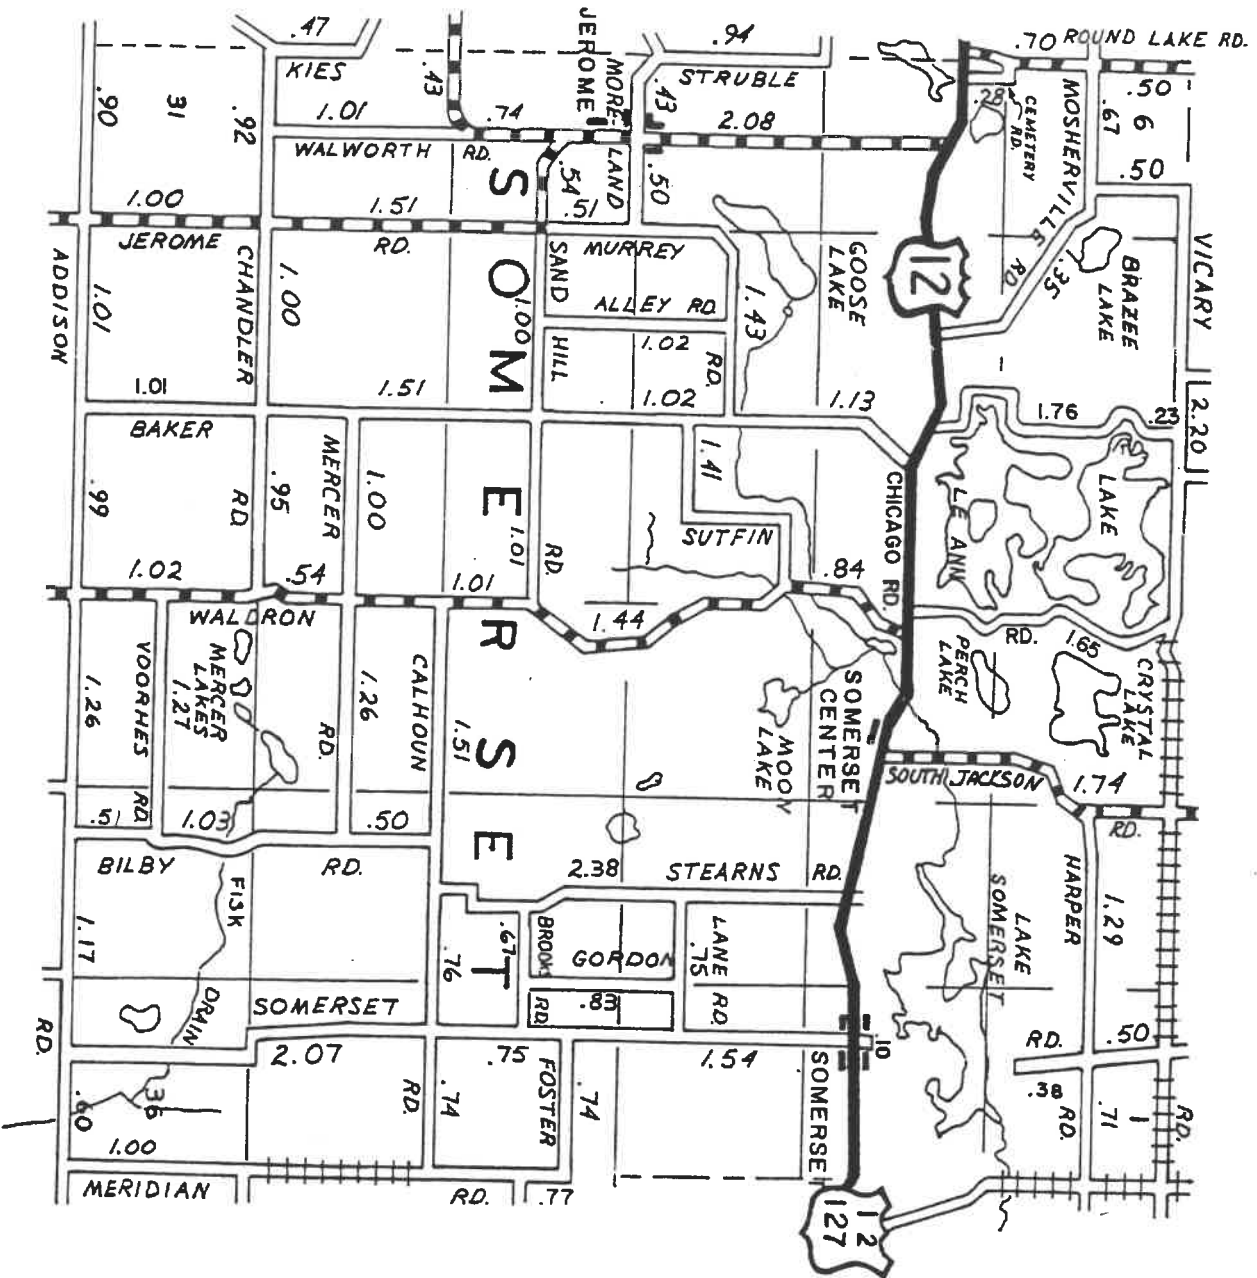 .47
.94
.70 ROUND LAKE RD.
JEROME
MORE-
LAND
KIES
STRUBLE
.43
.43
.50
.90
31
.92
1.01
.74
2.08
.28
CEMETERY
RD.
MOSHERVILLE RD
.67
6
.50
WALWORTH RD.
.54
.51
.50
1.00
1.51
JEROME RD.
MURREY
GOOSE
LAKE
12
.35
BRAZEE
LAKE
VICARY
ADDISON
1.01
CHANDLER
1.00
1.00
SAND HILL RD.
ALLEY RD.
1.02
RD.
1.43
1
1.01
1.51
1.02
1.13
1.76
.23
2.20
BAKER RD.
MERCER RD.
1.41
CHICAGO RD.
LAKE
LE ANN
RD.
.99
.95
1.00
1.01
SUTFIN
1.02
.54
1.01
.84
WALDRON
1.44
RD.
1.65
VOORHES RD
MERCER
LAKES
1.27
CALHOUN
PERCH
LAKE
CRYSTAL
LAKE
1.26
1.26
1.51
MOON
LAKE
SOMERSET
CENTER
SOUTH JACKSON RD.
1.74
.51
1.03
.50
BILBY RD.
2.38
STEARNS RD.
HARPER RD.
1.29
1.17
FISK
DRAIN
.76
.67
BROOKS RD.
GORDON
.75
LANE RD.
LAKE
SOMERSET
.83
SOMERSET RD.
2.07
.75
1.54
.10
RD.
.50
RD.
.60
36
.74
FOSTER
.74
SOMERSE
.38
.71
1
RD.
1.00
MERIDIAN RD.
.77
12
127
SOMERSET